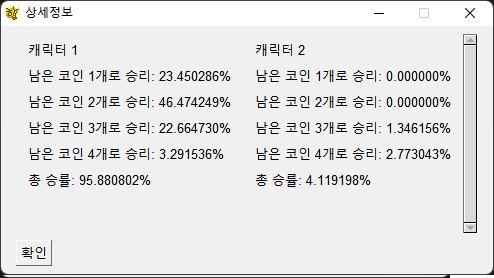 상세정보
캐릭터 1
남은 코인 1개로 승리: 23.450286%
남은 코인 2개로 승리: 46.474249%
남은 코인 3개로 승리: 22.664730%
남은 코인 4개로 승리: 3.291536%
총 승률: 95.880802%
캐릭터 2
남은 코인 1개로 승리: 0.000000%
남은 코인 2개로 승리: 0.000000%
남은 코인 3개로 승리: 1.346156%
남은 코인 4개로 승리: 2.773043%
총 승률: 4.119198%
확인